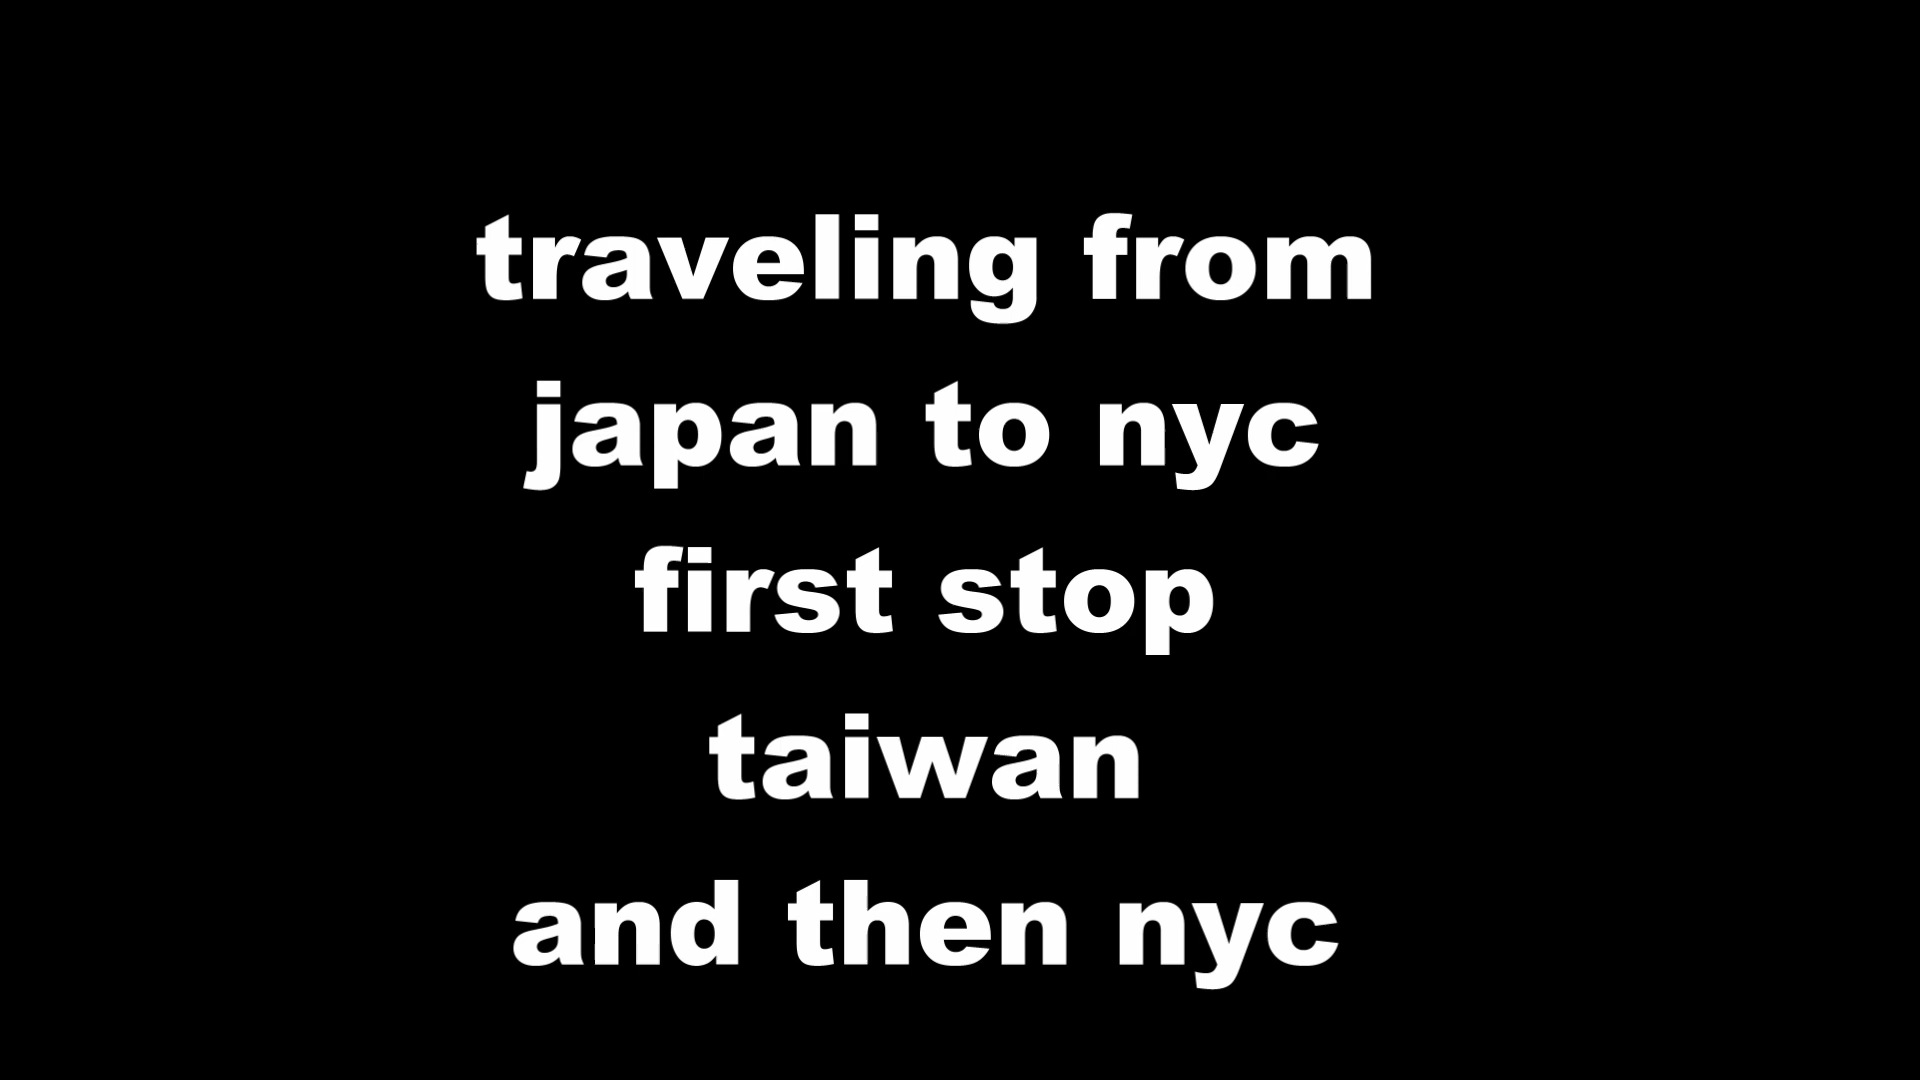 traveling from
japan to nyc
first stop
taiwan
and then nyc